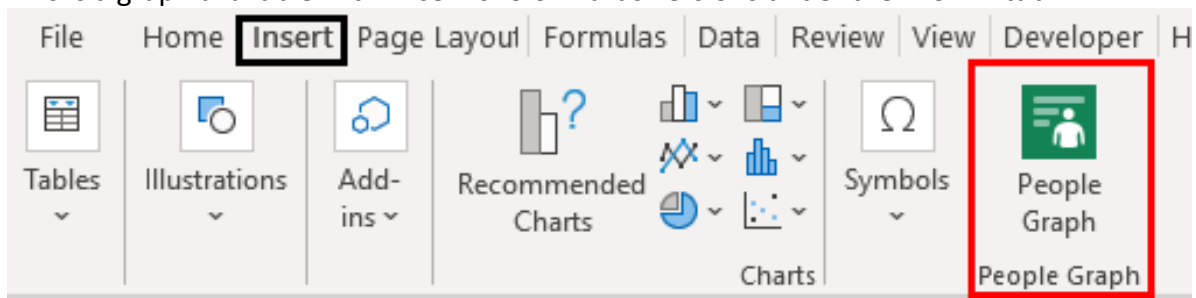 File Home Insert Page Layout Formulas Data Review View Developer H
Tables Illustrations Add-ins Recommended Charts Symbols People Graph
Charts People Graph